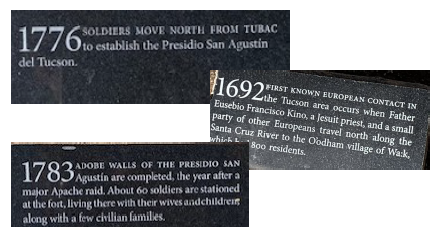 1776 SOLDIERS MOVE NORTH FROM TUBAC
to establish the Presidio San Agustín
del Tucson.
1692 FIRST KNOWN EUROPEAN CONTACT IN
the Tucson area occurs when Father
Eusebio Francisco Kino, a Jesuit priest, and a small
party of other Europeans travel north along the
Santa Cruz River to the O'odham village of Wa:k,
which 800 residents.
1783 ADOBE WALLS OF THE PRESIDIO SAN
Agustín are completed, the year after a
major Apache raid. About 60 soldiers are stationed
at the fort, living there with their wives and children,
along with a few civilian families.